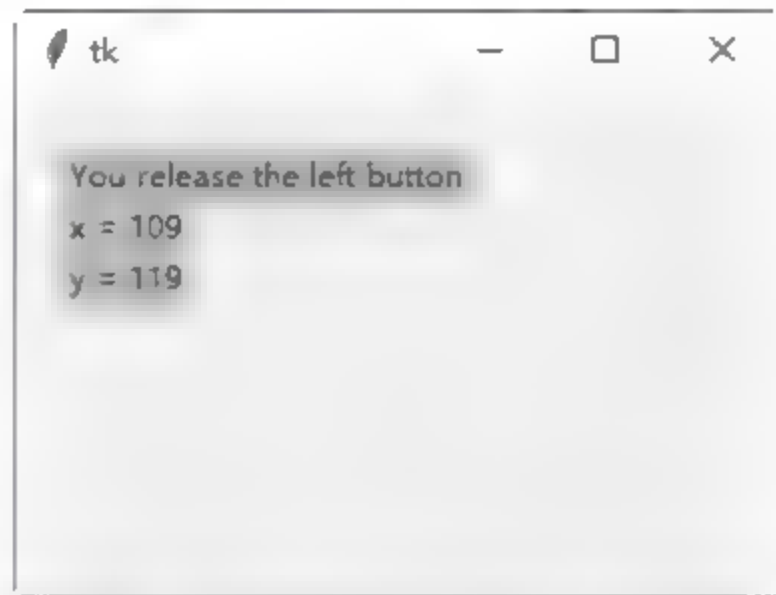 tk
You release the left button
x = 109
y = 119